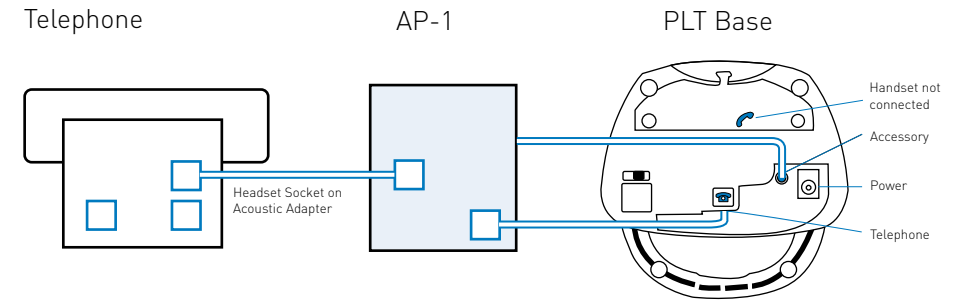 Telephone
AP-1
PLT Base
Handset not
connected
Accessory
Headset Socket on
Acoustic Adapter
Power
Telephone